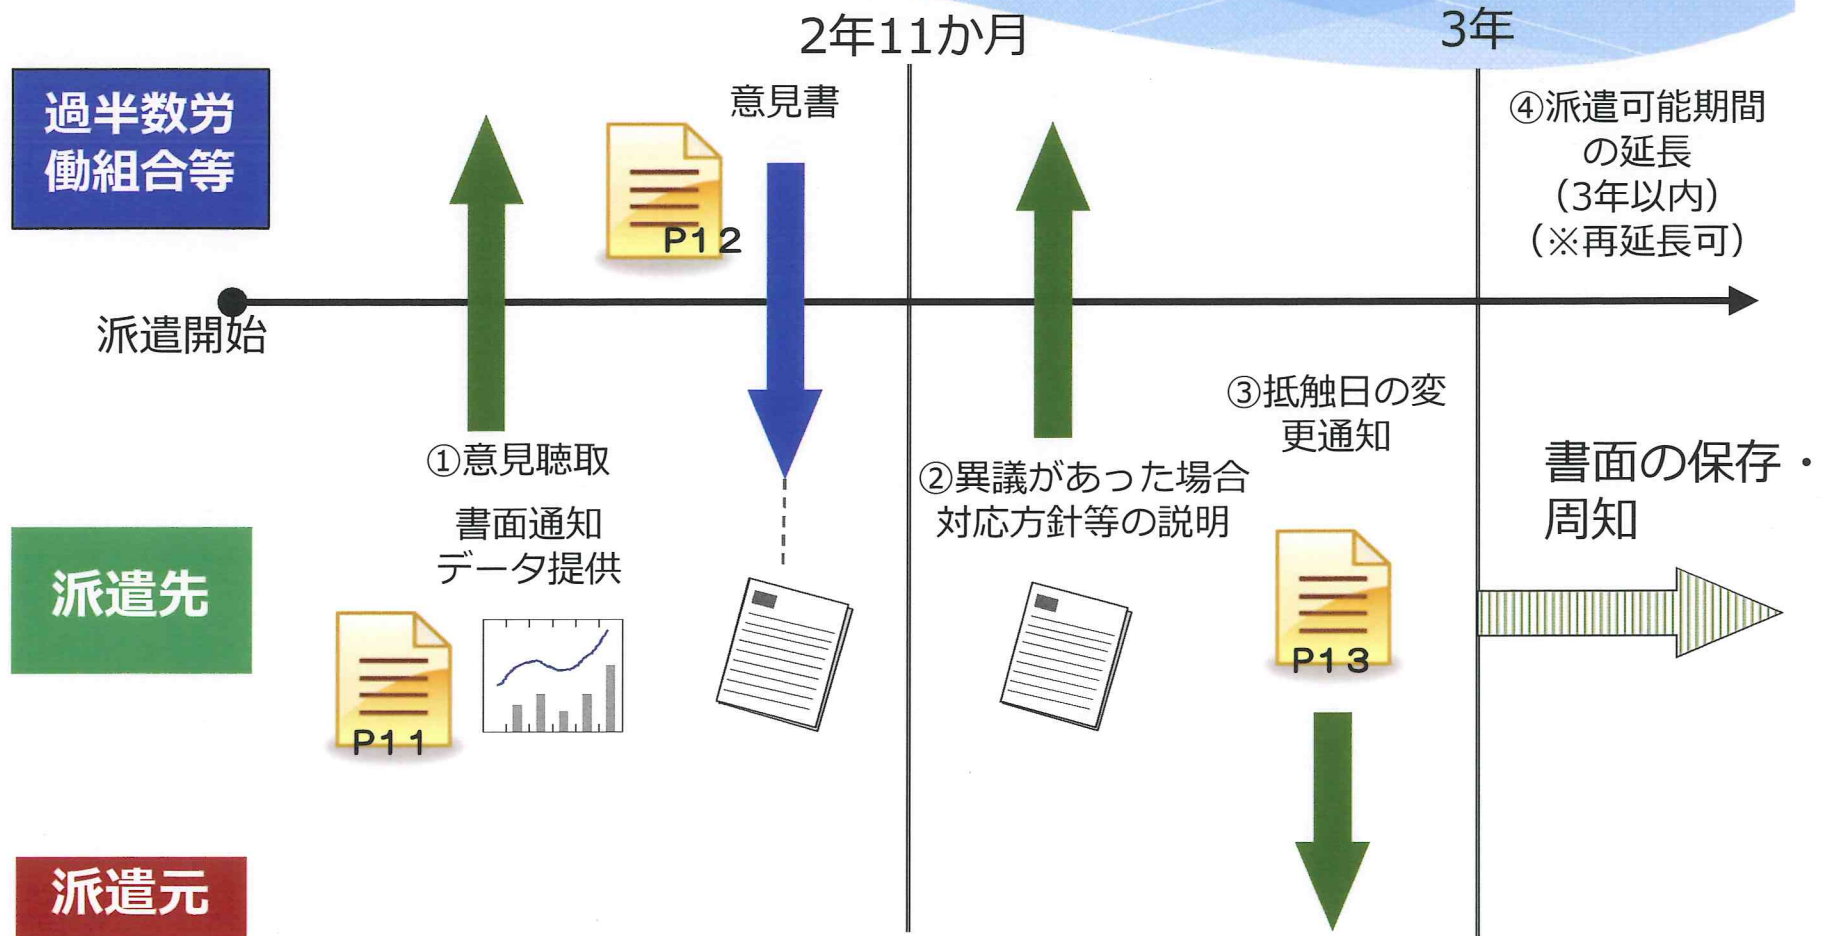 2年11か月
3年
過半数労
働組合等
意見書
P12
④派遣可能期間
の延長
（3年以内）
（※再延長可）
派遣開始
①意見聴取
書面通知
データ提供
P11
②異議があった場合
対応方針等の説明
③抵触日の変
更通知
P13
書面の保存・
周知
派遣先
派遣元